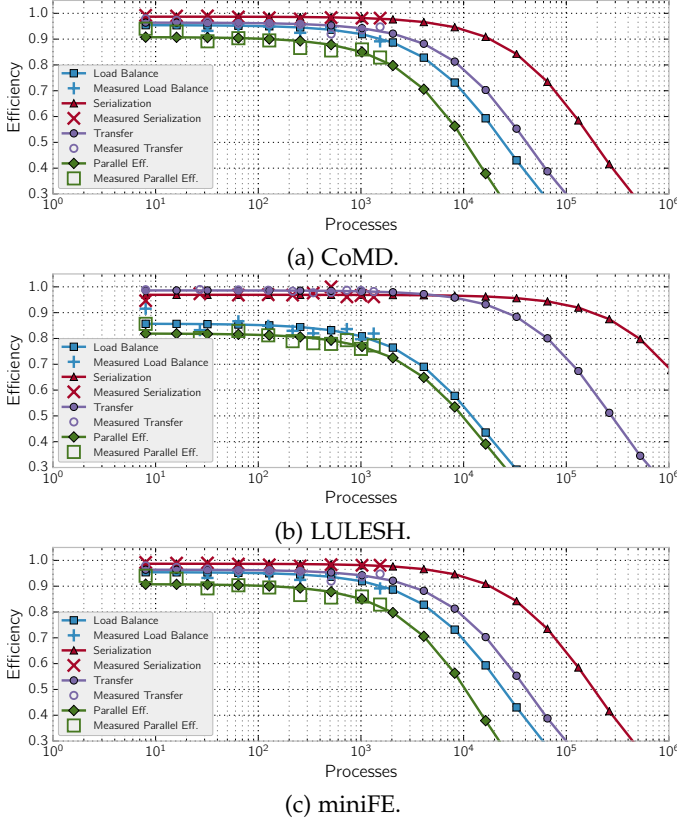 1.0
0.9
0.8
0.7
0.6
0.5
0.4
0.3
Efficiency
Load Balance
Measured Load Balance
Serialization
Measured Serialization
Transfer
Measured Transfer
Parallel Eff.
Measured Parallel Eff.
10^0 10^1 10^2 10^3 10^4 10^5 10^6
Processes
(a) CoMD.
1.0
0.9
0.8
0.7
0.6
0.5
0.4
0.3
Efficiency
Load Balance
Measured Load Balance
Serialization
Measured Serialization
Transfer
Measured Transfer
Parallel Eff.
Measured Parallel Eff.
10^0 10^1 10^2 10^3 10^4 10^5 10^6
Processes
(b) LULESH.
1.0
0.9
0.8
0.7
0.6
0.5
0.4
0.3
Efficiency
Load Balance
Measured Load Balance
Serialization
Measured Serialization
Transfer
Measured Transfer
Parallel Eff.
Measured Parallel Eff.
10^0 10^1 10^2 10^3 10^4 10^5 10^6
Processes
(c) miniFE.